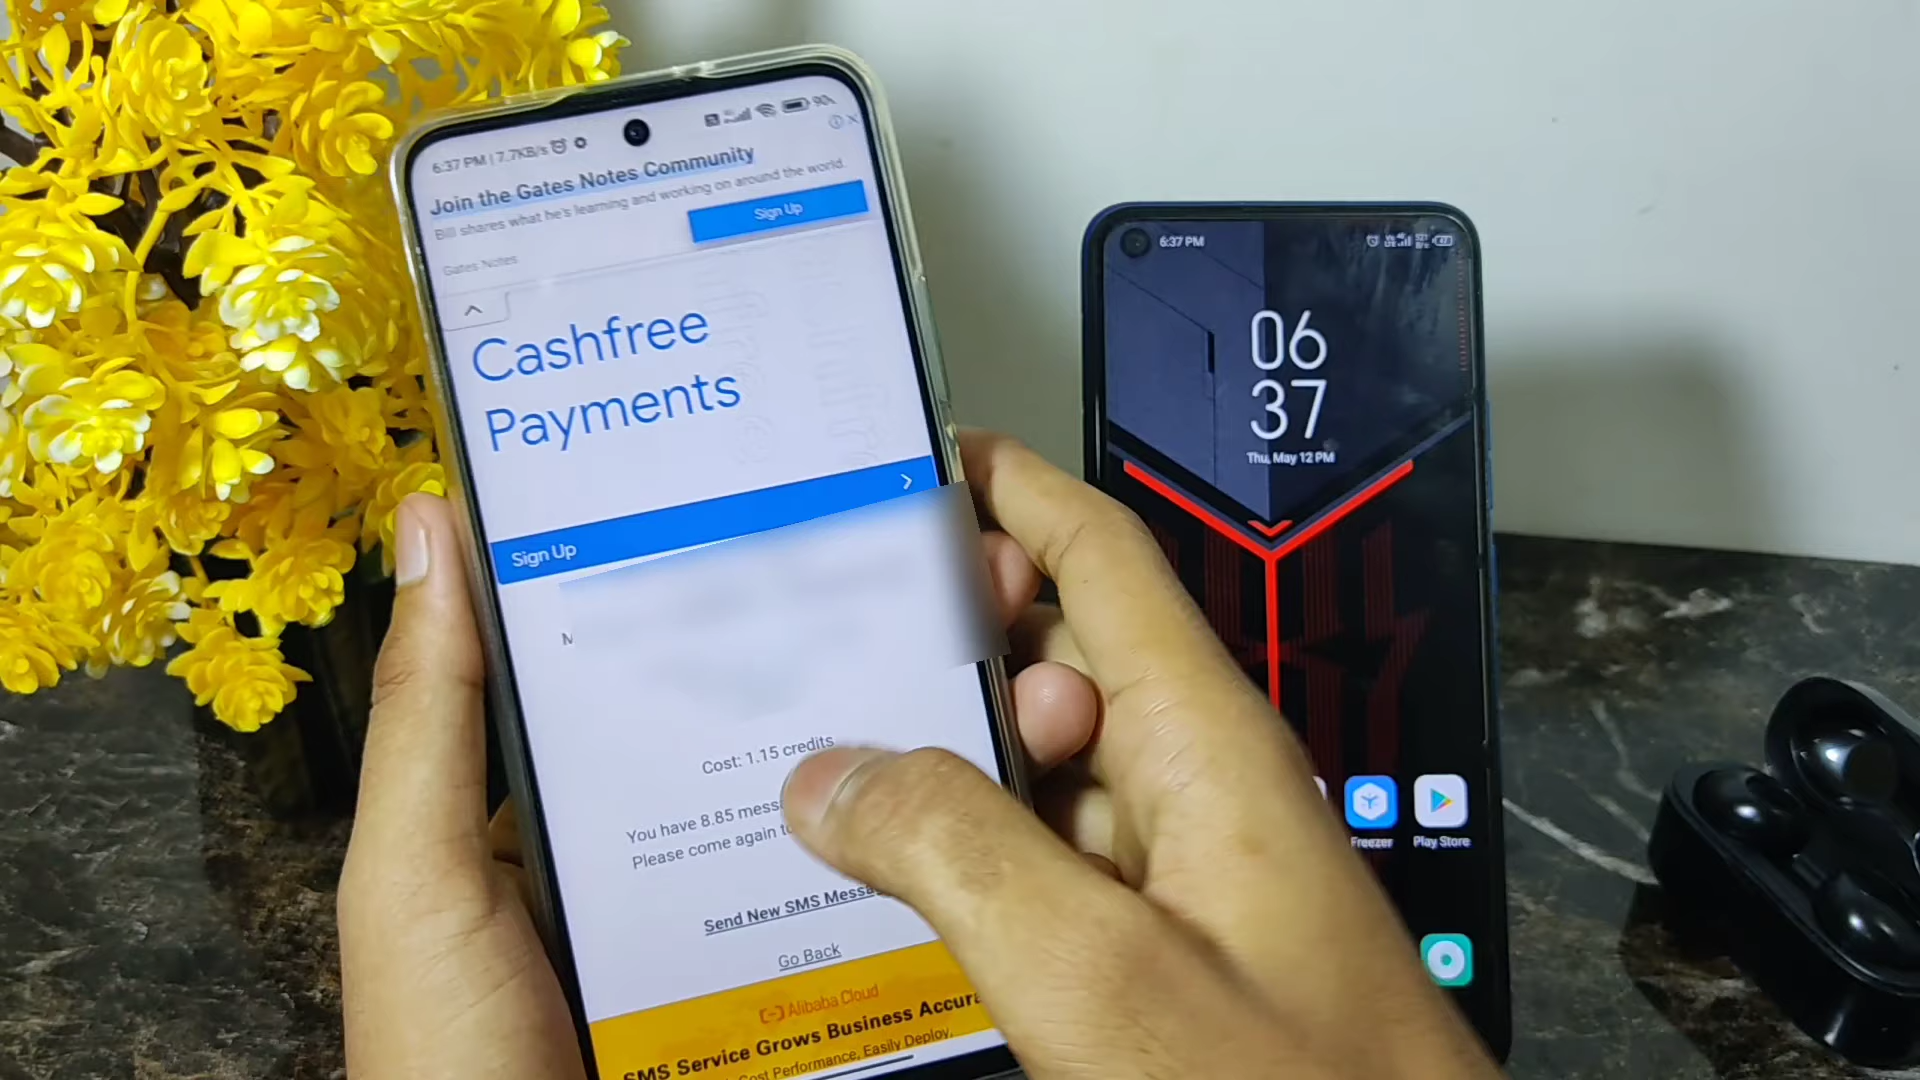 6:37 PM | 7.7KB/s
90%
Join the Gates Notes Community
Bill shares what he's learning and working on around the world.
Sign Up
Gates Notes
Cashfree
Payments
Sign Up
Cost: 1.15 credits
You have 8.85
Please come again
Send New SMS
Go Back
Alibaba Cloud
SMS Service Grows Business
Cost Performance, Easily Deploy,
6:37 PM
06
37
Thu, May 12 PM
Freezer
Play Store